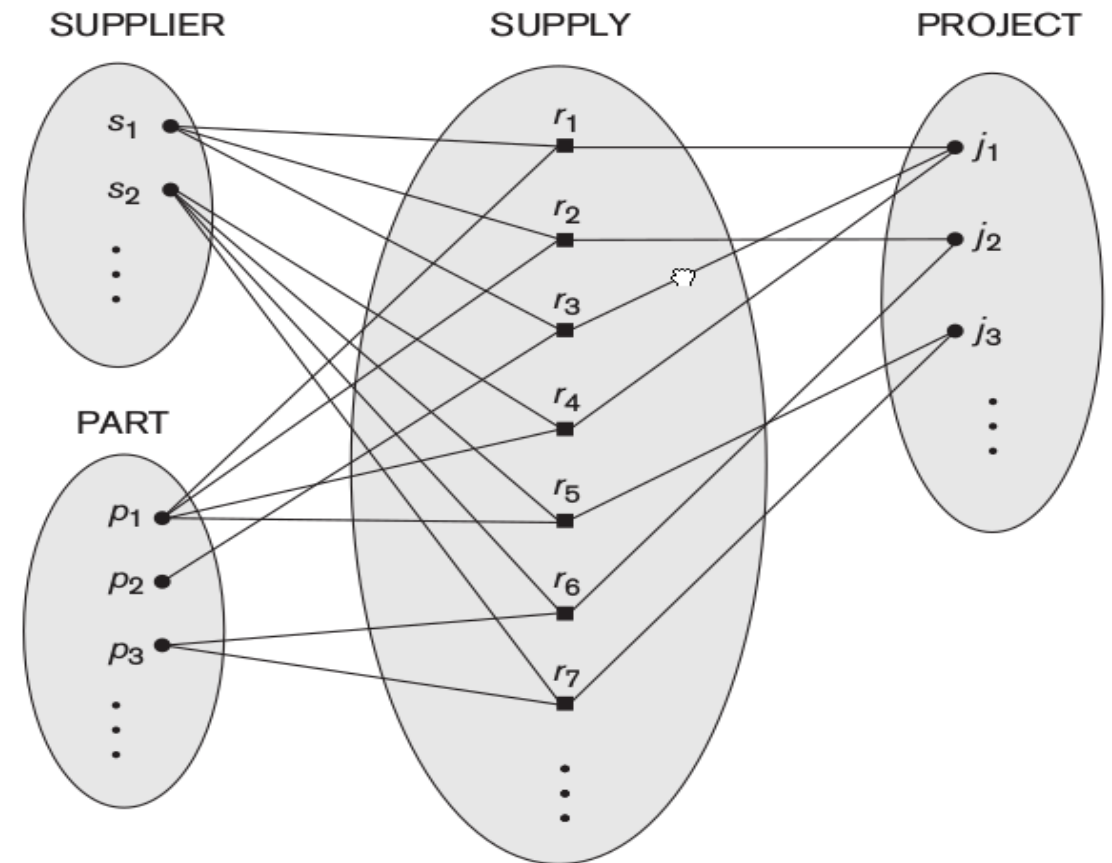 SUPPLIER
SUPPLY
PROJECT
s1
s2
PART
p1
p2
p3
r1
r2
r3
r4
r5
r6
r7
j1
j2
j3